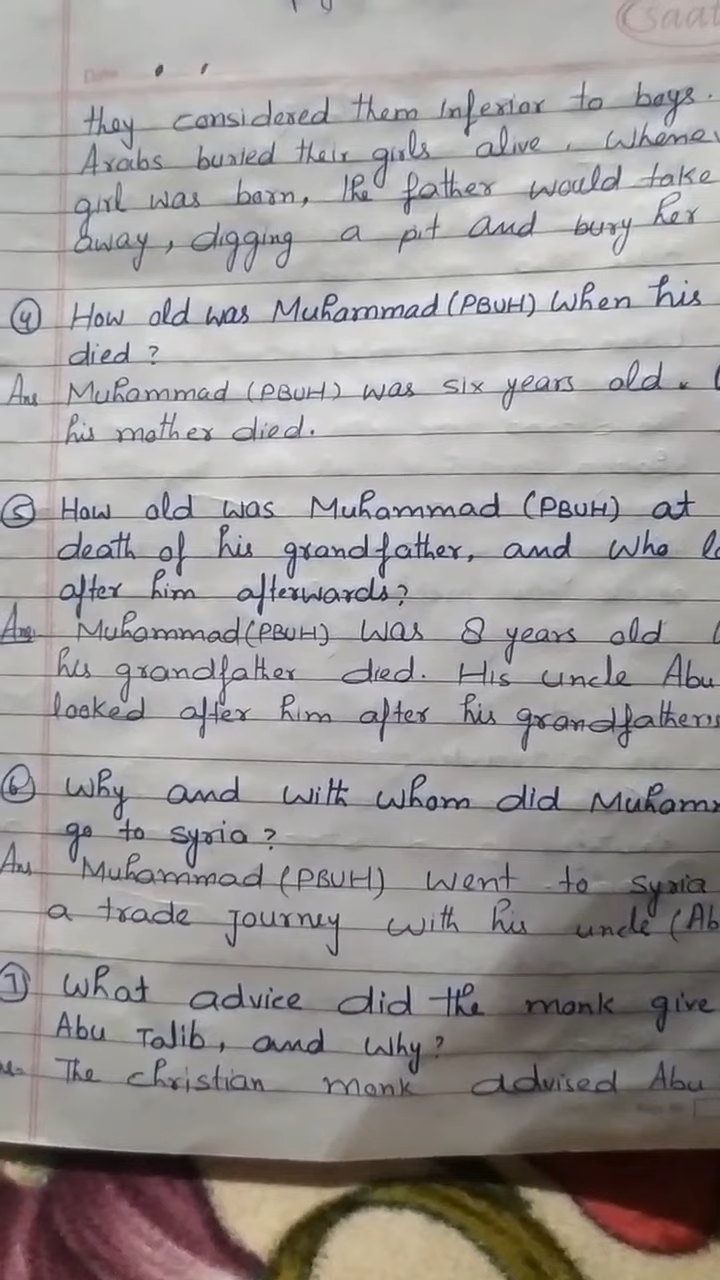 (saat
Date
they considered them inferior to boys.
Arabs buried their girls alive. Whene
girl was born, the father would take
away, digging a pit and bury her
④ How old was Muhammad (PBUH) when his
died?
Ans Muhammad (PBUH) was six years old.
his mother died.
⑤ How old was Muhammad (PBUH) at
death of his grandfather, and who lo
after him afterwards?
Ans Muhammad (PBUH) was 8 years old
his grandfather died. His uncle Abu
looked after him after his grandfathers
⑥ Why and with whom did Muham
go to syria?
Ans Muhammad (PBUH) went to syria
a trade journey with his uncle (Ab
⑦ What advice did the monk give
Abu Talib, and why?
The christian monk advised Abu